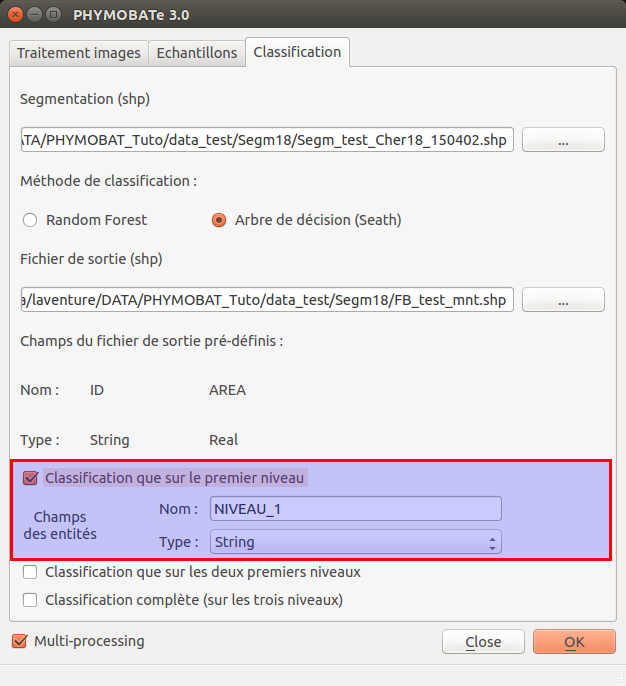 PHYMOBATe 3.0
Traitement images Echantillons Classification
Segmentation (shp)
TA/PHYMOBAT_Tuto/data_test/Segm18/Segm_test_Cher18_150402.shp ...
Méthode de classification :
Random Forest Arbre de décision (Seath)
Fichier de sortie (shp)
a/laventure/DATA/PHYMOBAT_Tuto/data_test/Segm18/FB_test_mnt.shp ...
Champs du fichier de sortie pré-définis :
Nom : ID AREA
Type : String Real
Classification que sur le premier niveau
Champs
des entités
Nom : NIVEAU_1
Type : String
Classification que sur les deux premiers niveaux
Classification complète (sur les trois niveaux)
Multi-processing Close OK